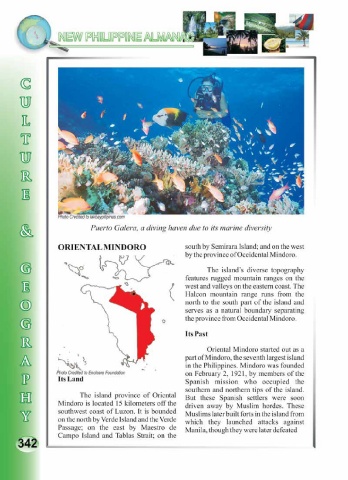 NEW PHILIPPINE ALMANAC
CULTURE & GEOGRAPHY
Puerto Galera, a diving haven due to its marine diversity
ORIENTAL MINDORO
Its Land
The island province of Oriental
Mindoro is located 15 kilometers off the
southwest coast of Luzon. It is bounded
on the north by Verde Island and the Verde
Passage; on the east by Maestro de
Campo Island and Tablas Strait; on the
south by Semirara Island; and on the west
by the province of Occidental Mindoro.
The island's diverse topography
features rugged mountain ranges on the
west and valleys on the eastern coast. The
Halcon mountain range runs from the
north to the south part of the island and
serves as a natural boundary separating
the province from Occidental Mindoro.
Its Past
Oriental Mindoro started out as a
part of Mindoro, the seventh largest island
in the Philippines. Mindoro was founded
on February 2, 1921, by members of the
Spanish mission who occupied the
southern and northern tips of the island.
But these Spanish settlers were soon
driven away by Muslim hordes. These
Muslims later built forts in the island from
which they launched attacks against
Manila, though they were later defeated
342